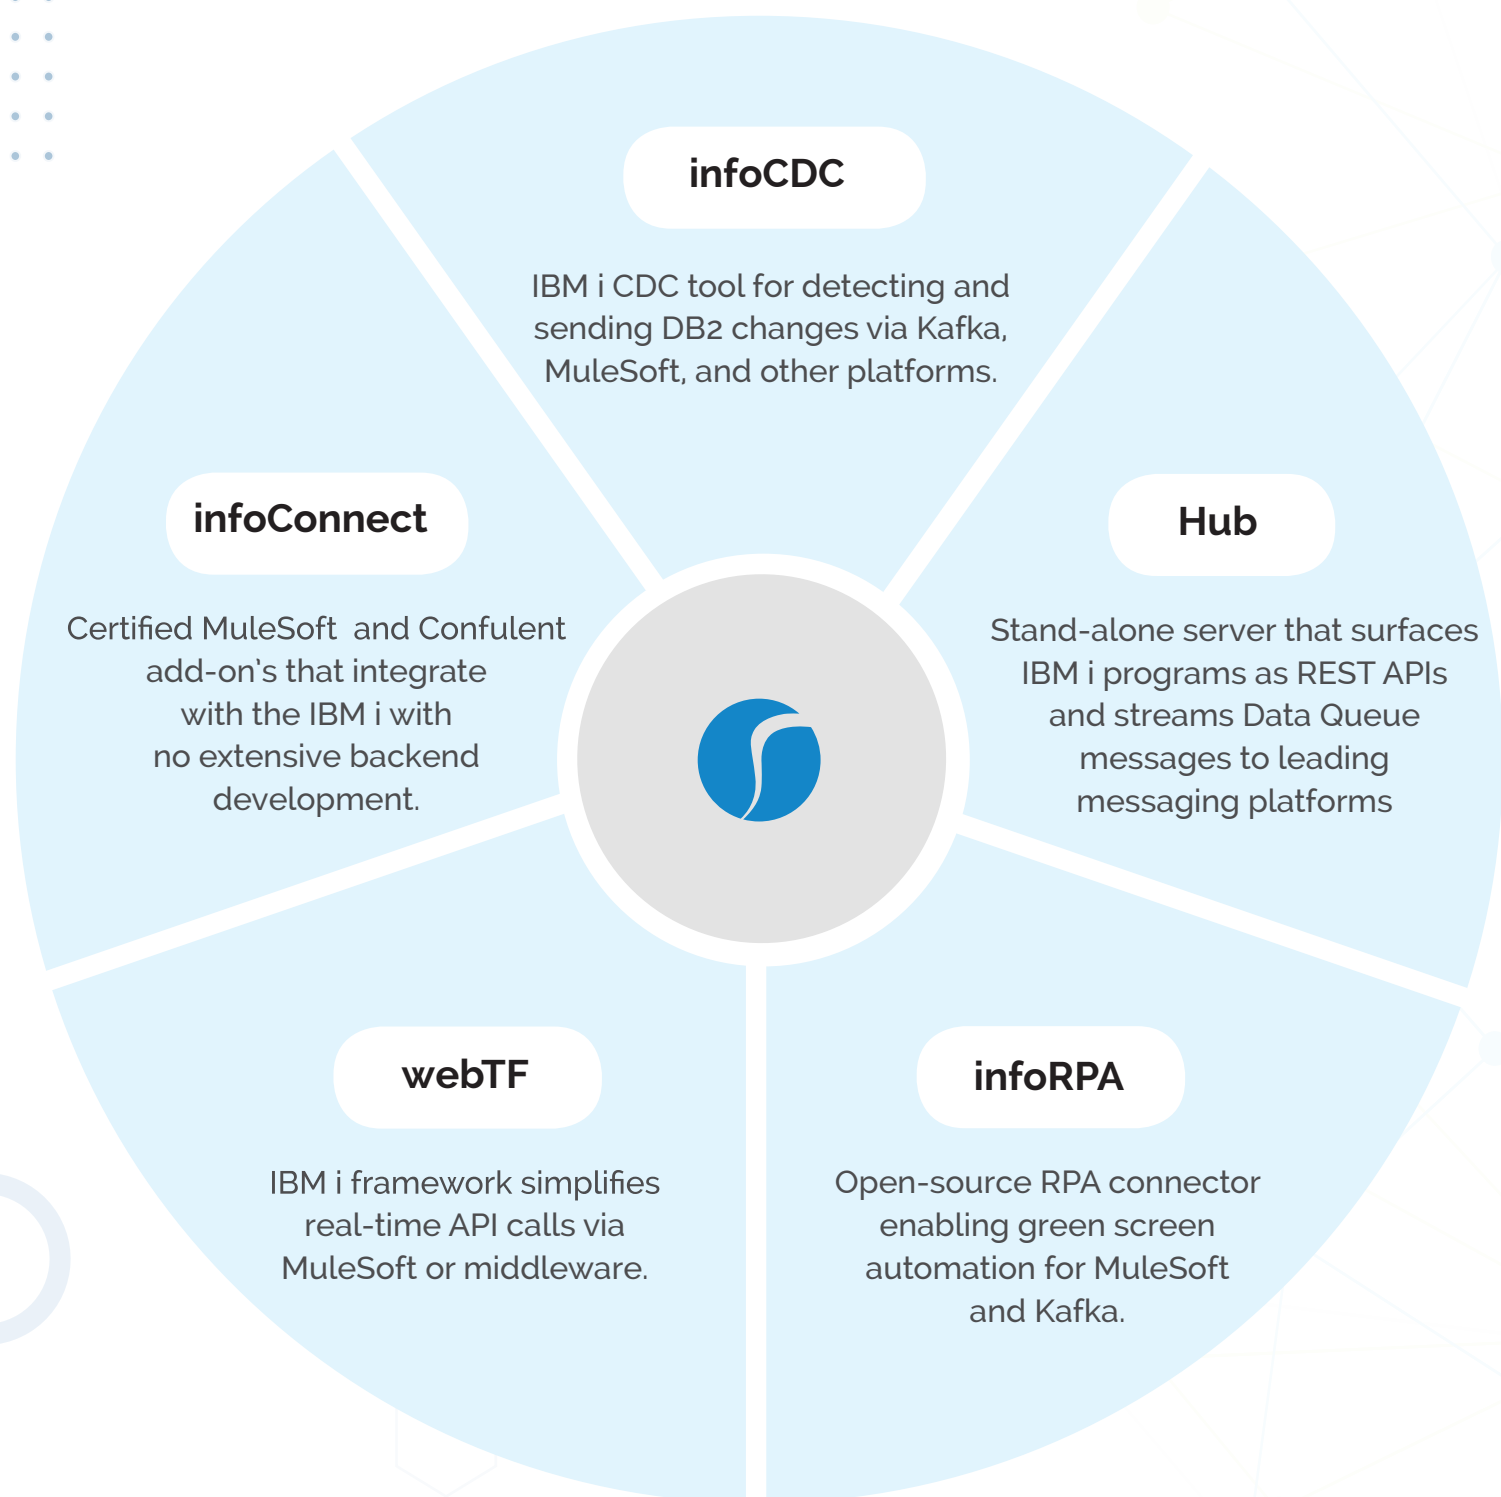 infoCDC
IBM i CDC tool for detecting and
sending DB2 changes via Kafka,
MuleSoft, and other platforms.
infoConnect
Certified MuleSoft  and Confulent
add-on's that integrate
with the IBM i with
no extensive backend
development.
Hub
Stand-alone server that surfaces
IBM i programs as REST APIs
and streams Data Queue
messages to leading
messaging platforms
webTF
IBM i framework simplifies
real-time API calls via
MuleSoft or middleware.
infoRPA
Open-source RPA connector
enabling green screen
automation for MuleSoft
and Kafka.